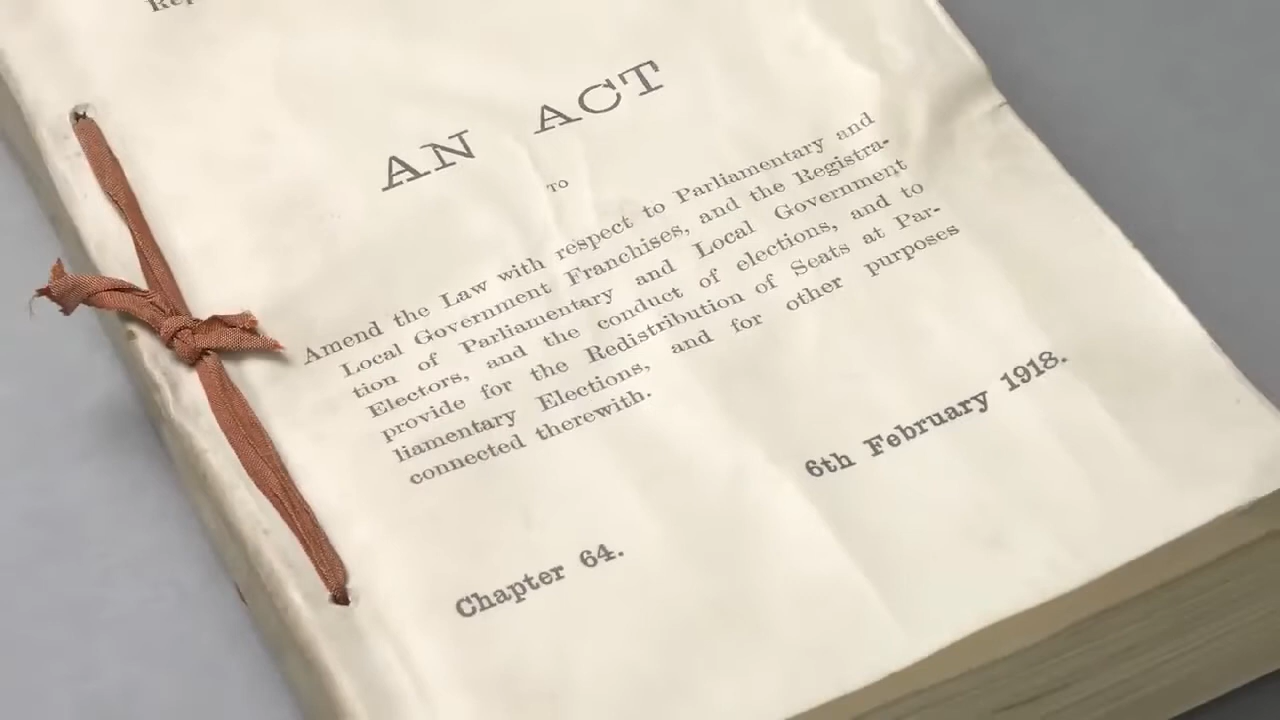 AN ACT
TO
Amend the Law with respect to Parliamentary and
Local Government Franchises, and the Registra-
tion of Parliamentary and Local Government
Electors, and the conduct of elections, and to
provide for the Redistribution of Seats at Par-
liamentary Elections, and for other purposes
connected therewith.
6th February 1918.
Chapter 64.